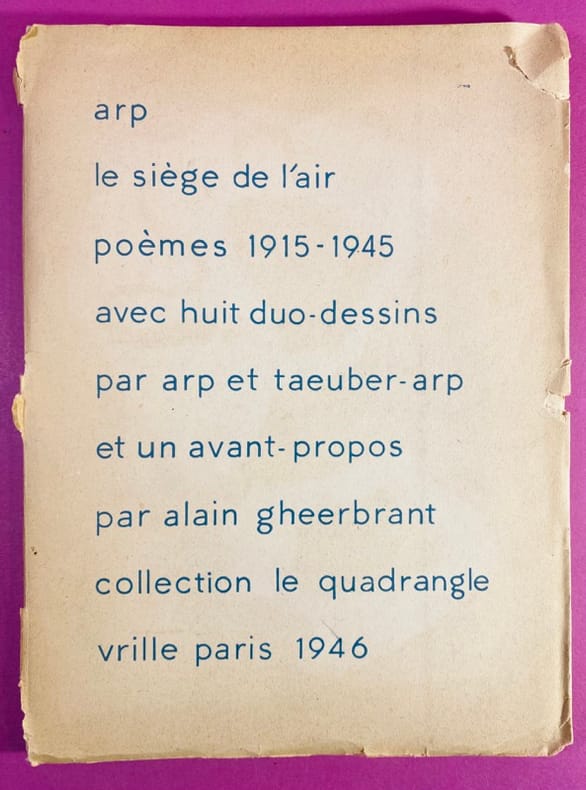 arp
le siège de l'air
poèmes 1915-1945
avec huit duo-dessins
par arp et taeuber-arp
et un avant-propos
par alain gheerbrant
collection le quadrangle
vrille paris 1946